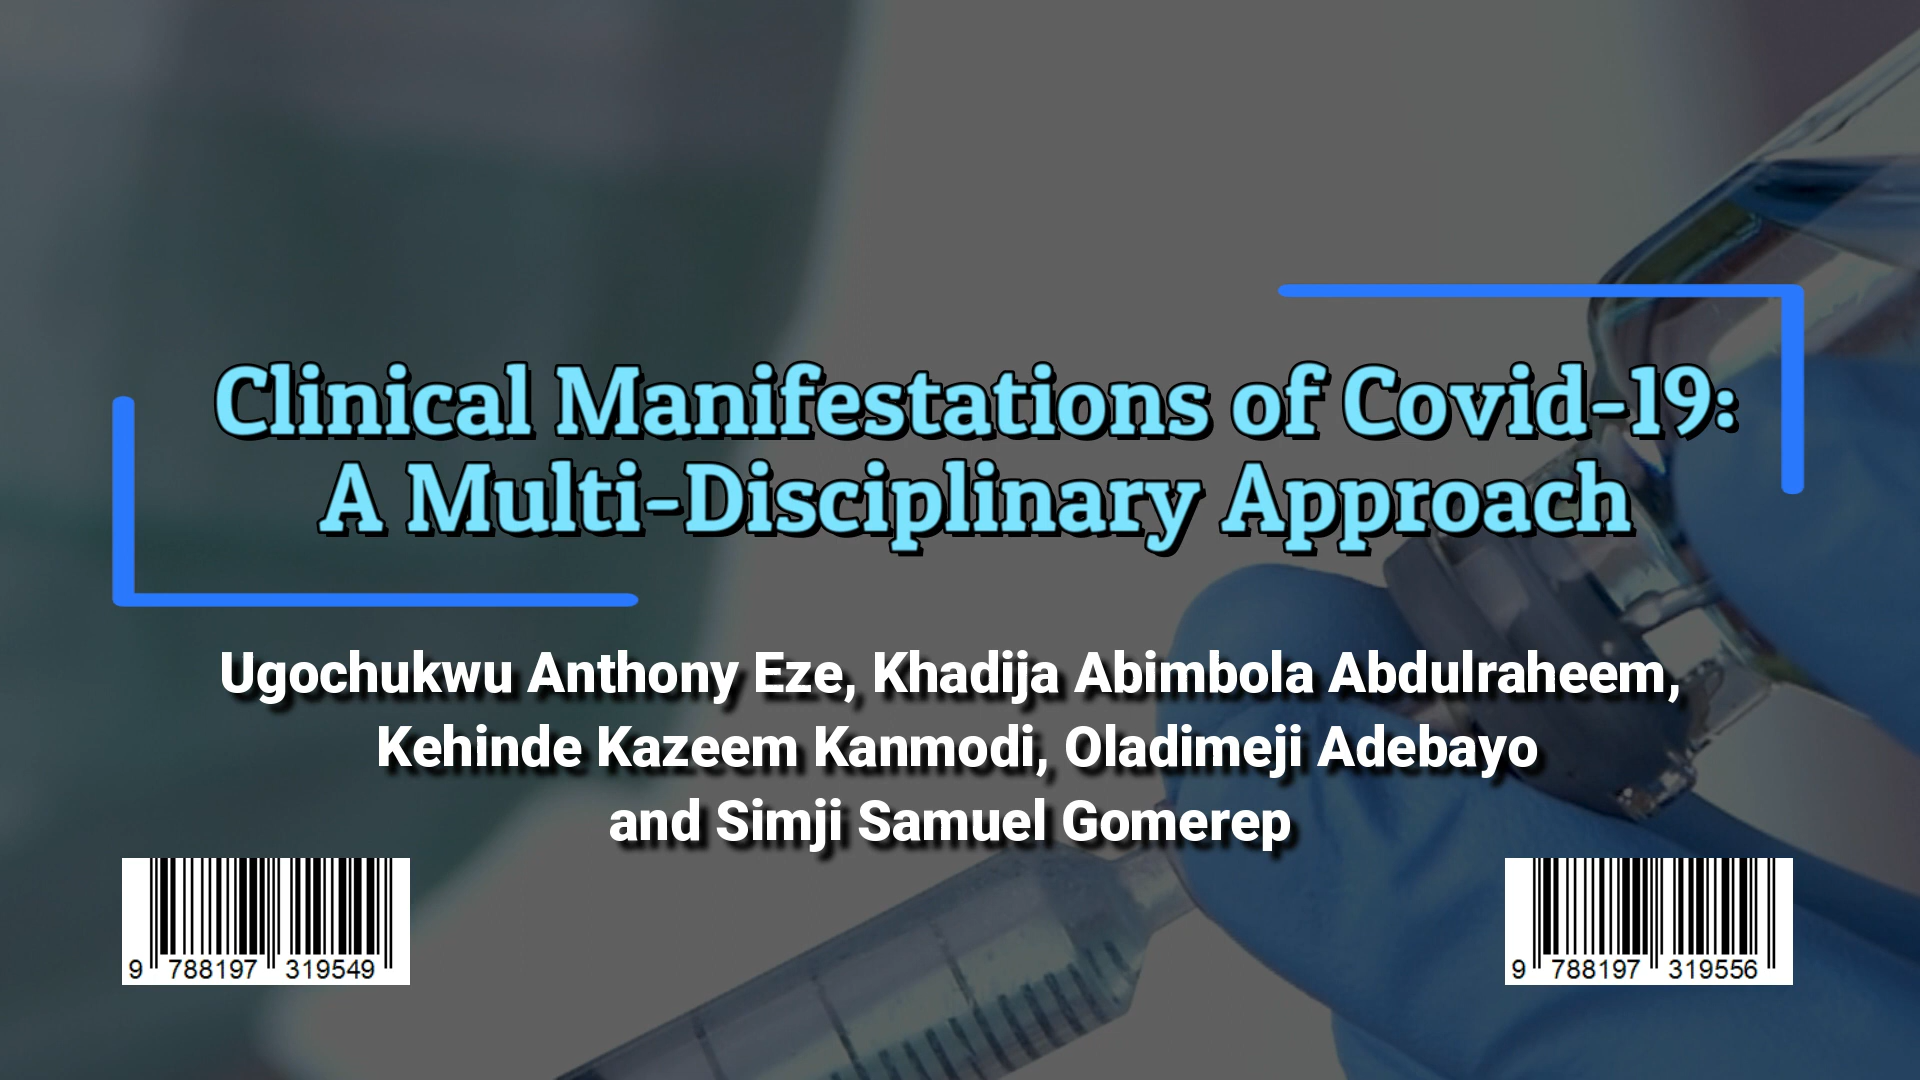 Clinical Manifestations of Covid-19:
A Multi-Disciplinary Approach
Ugochukwu Anthony Eze, Khadija Abimbola Abdulraheem,
Kehinde Kazeem Kanmodi, Oladimeji Adebayo
and Simji Samuel Gomerep
9 788197 319549
9 788197 319556